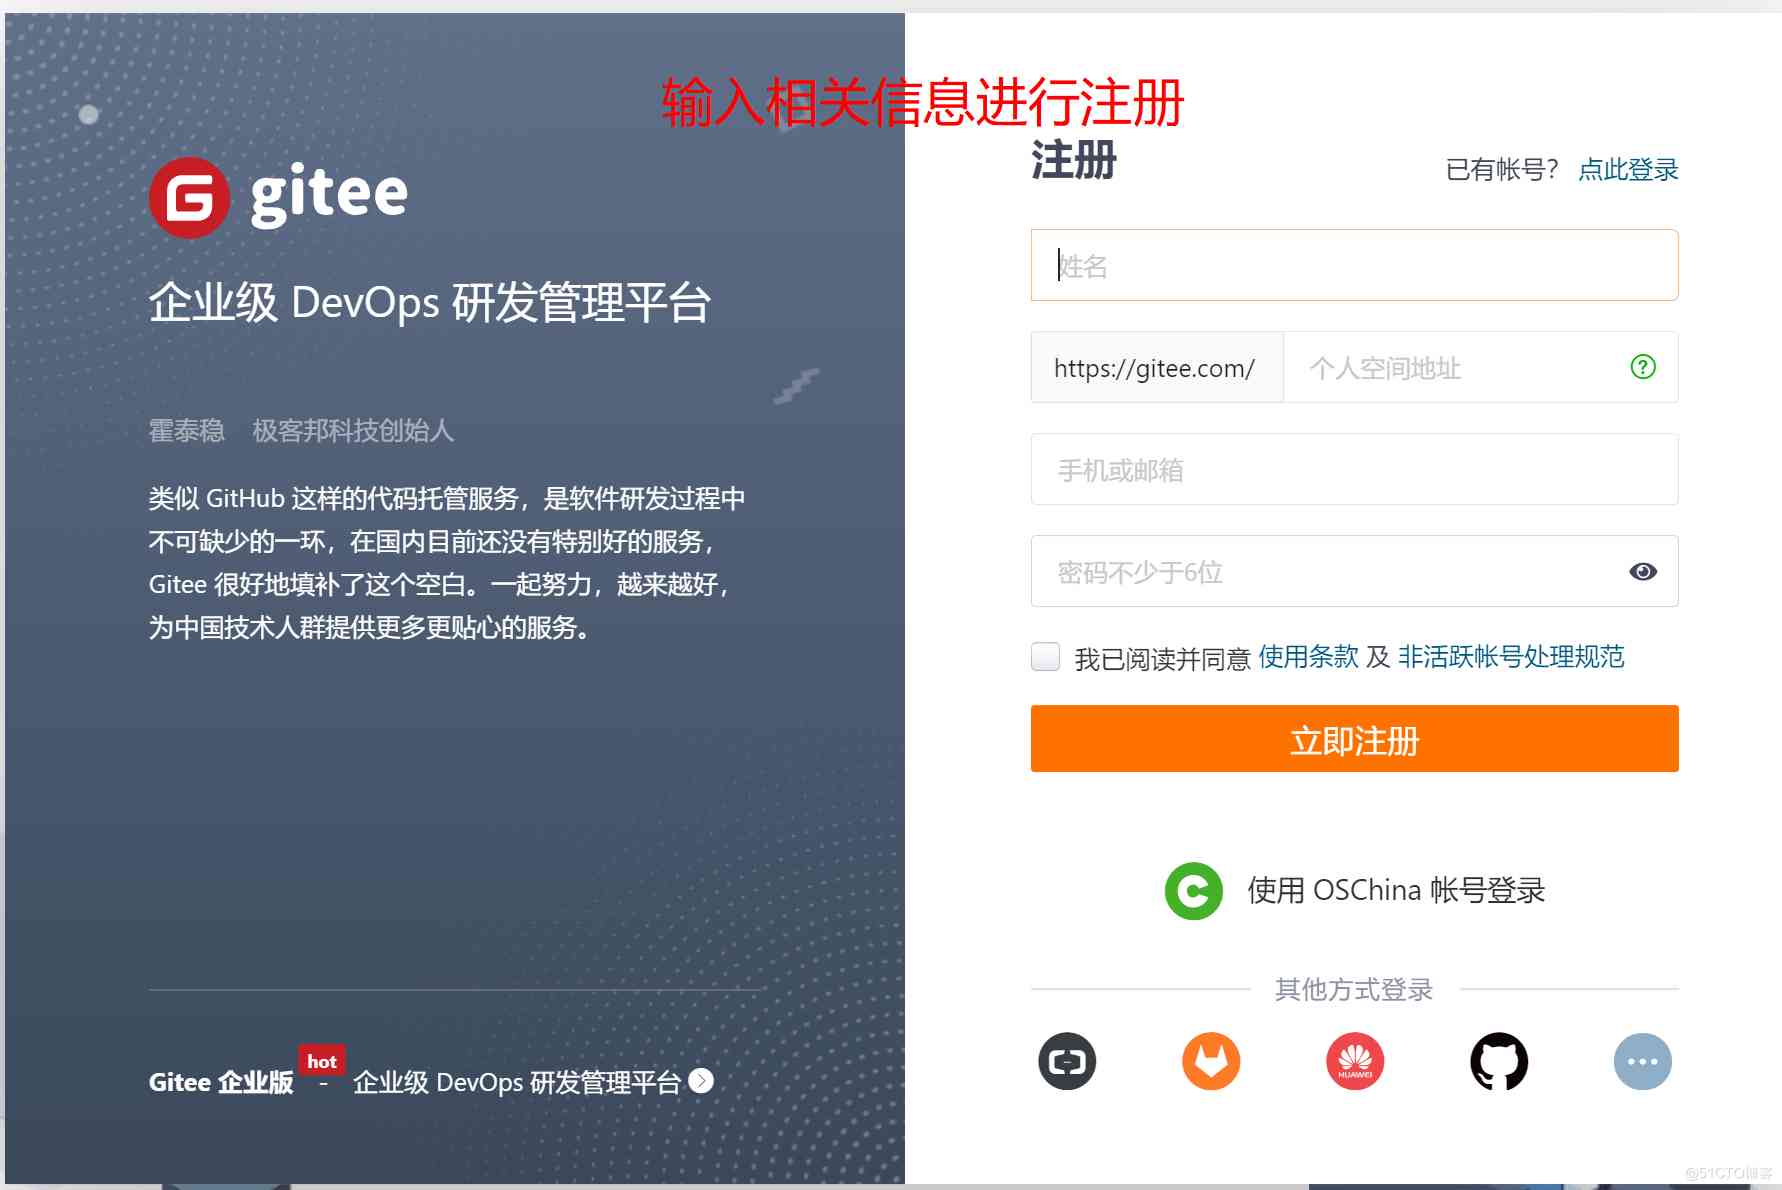 输入相关信息进行注册
gitee
企业级 DevOps 研发管理平台
霍泰稳 极客邦科技创始人
类似 GitHub 这样的代码托管服务，是软件研发过程中
不可缺少的一环，在国内目前还没有特别好的服务，
Gitee 很好地填补了这个空白。一起努力，越来越好，
为中国技术人群提供更多更贴心的服务。
Gitee 企业版 hot - 企业级 DevOps 研发管理平台
注册
已有帐号？ 点此登录
姓名
https://gitee.com/ 个人空间地址
手机或邮箱
密码不少于6位
我已阅读并同意 使用条款 及 非活跃帐号处理规范
立即注册
使用 OSChina 帐号登录
其他方式登录
HUAWEI
@51CTO博客